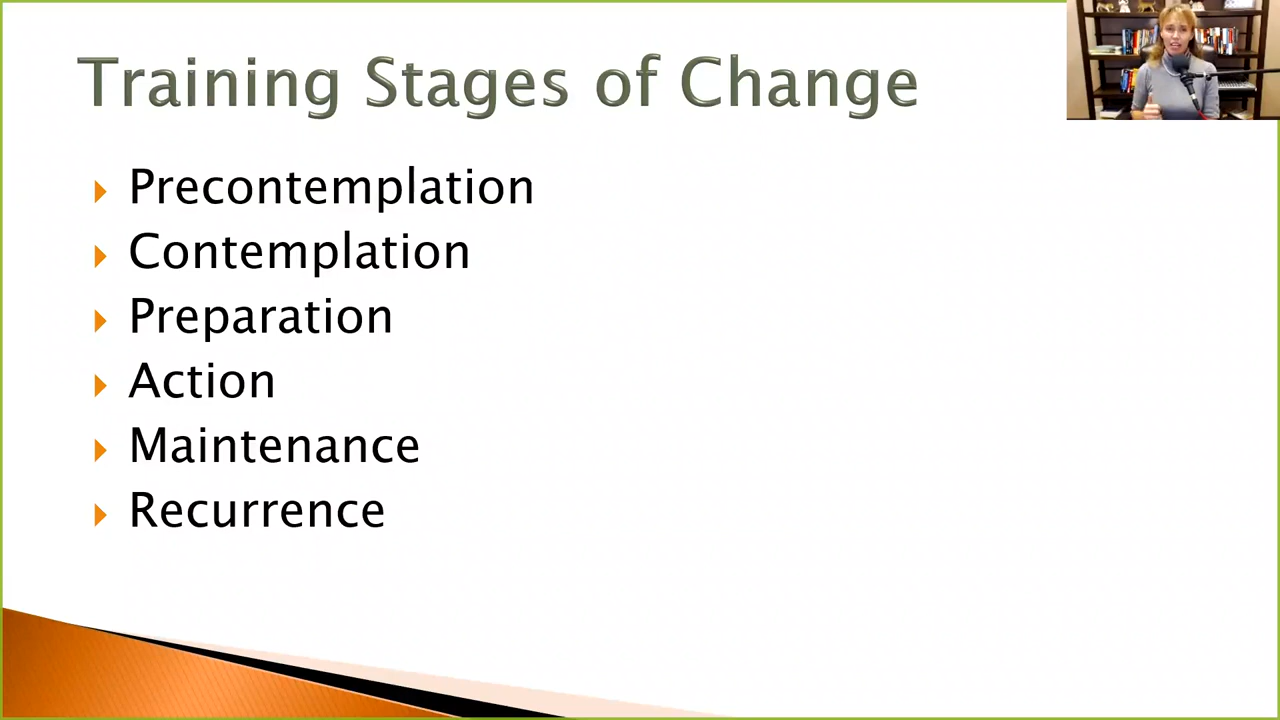 Training Stages of Change
Precontemplation
Contemplation
Preparation
Action
Maintenance
Recurrence